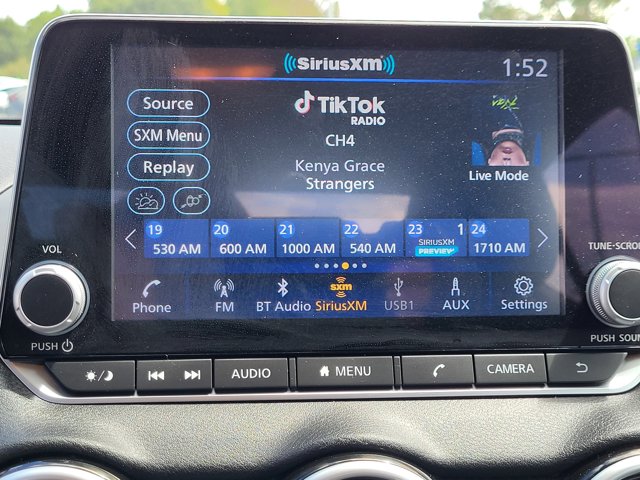 SiriusXM
1:52
Source
TikTok
RADIO
SXM Menu
CH4
Replay
Kenya Grace
Strangers
Live Mode
19 20 21 22 23 1 24
530 AM 600 AM 1000 AM 540 AM SIRIUSXM PREVIEW 1710 AM
sxm
Phone FM BT Audio SiriusXM USB1 AUX Settings
VOL
TUNE-SCROLL
PUSH
PUSH SOUN
AUDIO MENU CAMERA